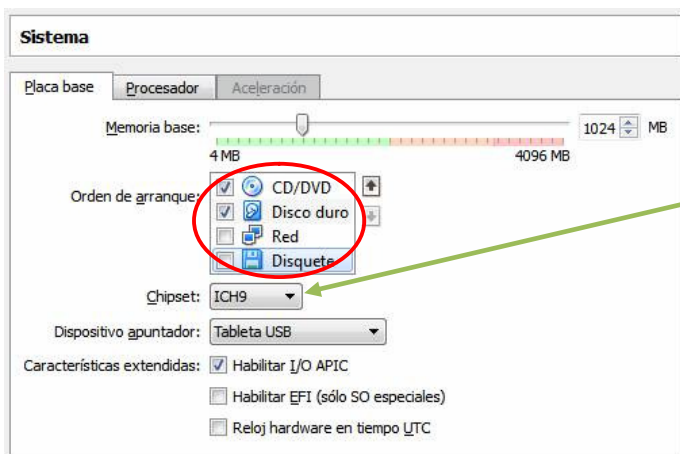 Sistema
Placa base Procesador Aceleración
Memoria base: 1024 MB
4 MB 4096 MB
Orden de arranque: CD/DVD
Disco duro
Red
Disquete
Chipset: ICH9
Dispositivo apuntador: Tableta USB
Características extendidas: Habilitar I/O APIC
Habilitar EFI (sólo SO especiales)
Reloj hardware en tiempo UTC